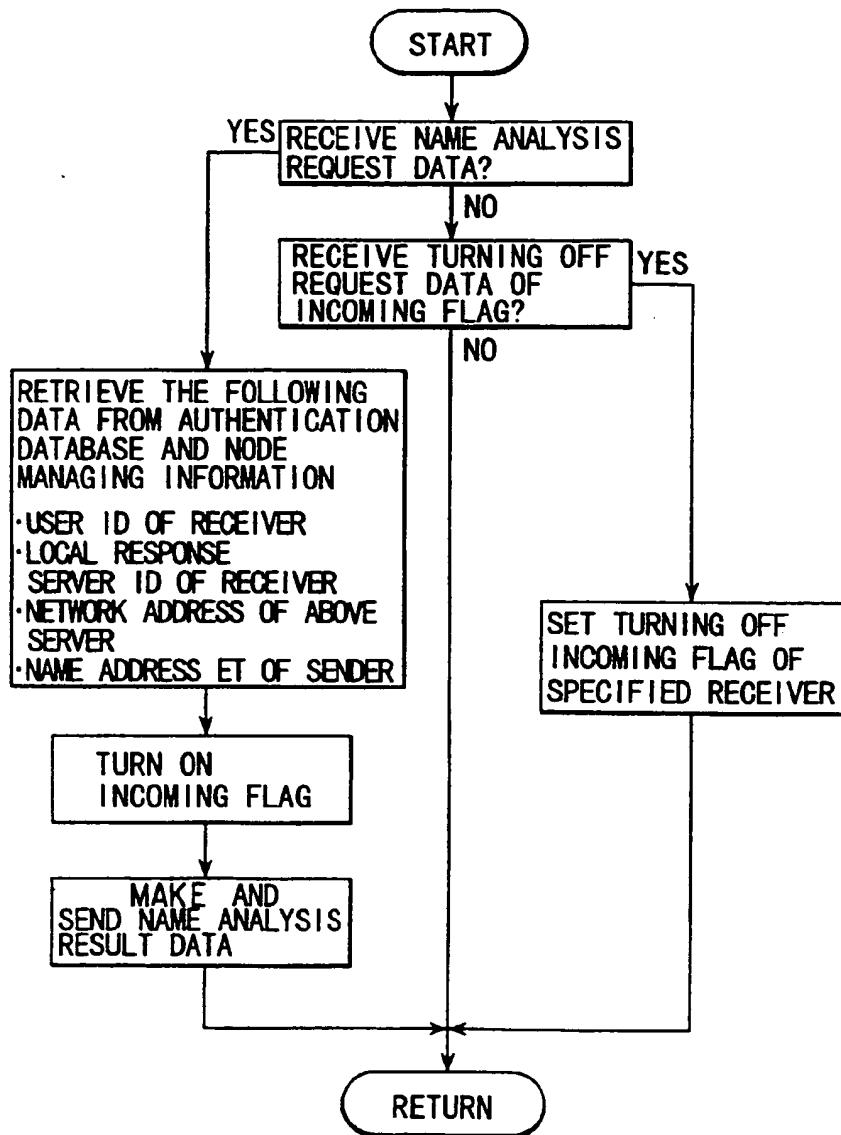 START
YES
RECEIVE NAME ANALYSIS
REQUEST DATA?
NO
RECEIVE TURNING OFF
REQUEST DATA OF
INCOMING FLAG?
YES
NO
RETRIEVE THE FOLLOWING
DATA FROM AUTHENTICATION
DATABASE AND NODE
MANAGING INFORMATION
·USER ID OF RECEIVER
·LOCAL RESPONSE
SERVER ID OF RECEIVER
·NETWORK ADDRESS OF ABOVE
SERVER
·NAME ADDRESS ET OF SENDER
SET TURNING OFF
INCOMING FLAG OF
SPECIFIED RECEIVER
TURN ON
INCOMING FLAG
MAKE AND
SEND NAME ANALYSIS
RESULT DATA
RETURN